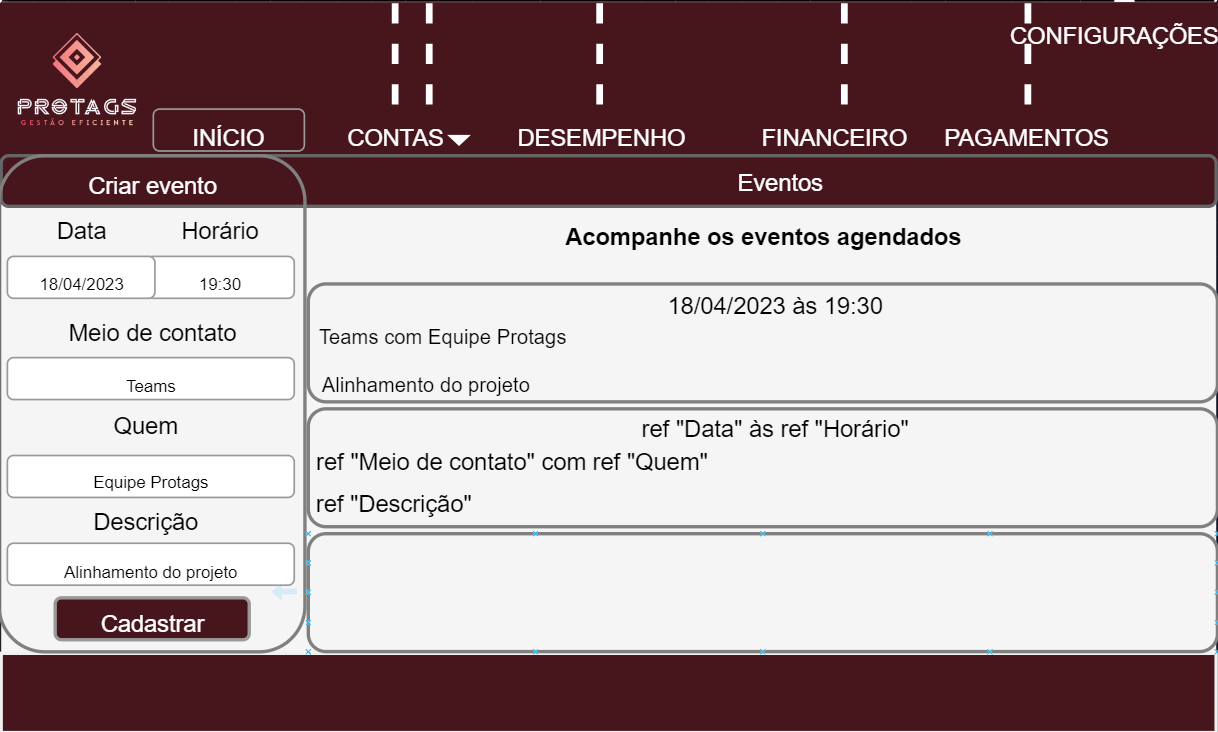 CONFIGURAÇÕES
PROTAGS
GESTÃO EFICIENTE
INÍCIO
CONTAS
DESEMPENHO
FINANCEIRO
PAGAMENTOS
Criar evento
Eventos
Data
Horário
18/04/2023
19:30
Meio de contato
Teams
Quem
Equipe Protags
Descrição
Alinhamento do projeto
Cadastrar
Acompanhe os eventos agendados
18/04/2023 às 19:30
Teams com Equipe Protags
Alinhamento do projeto
ref "Data" às ref "Horário"
ref "Meio de contato" com ref "Quem"
ref "Descrição"